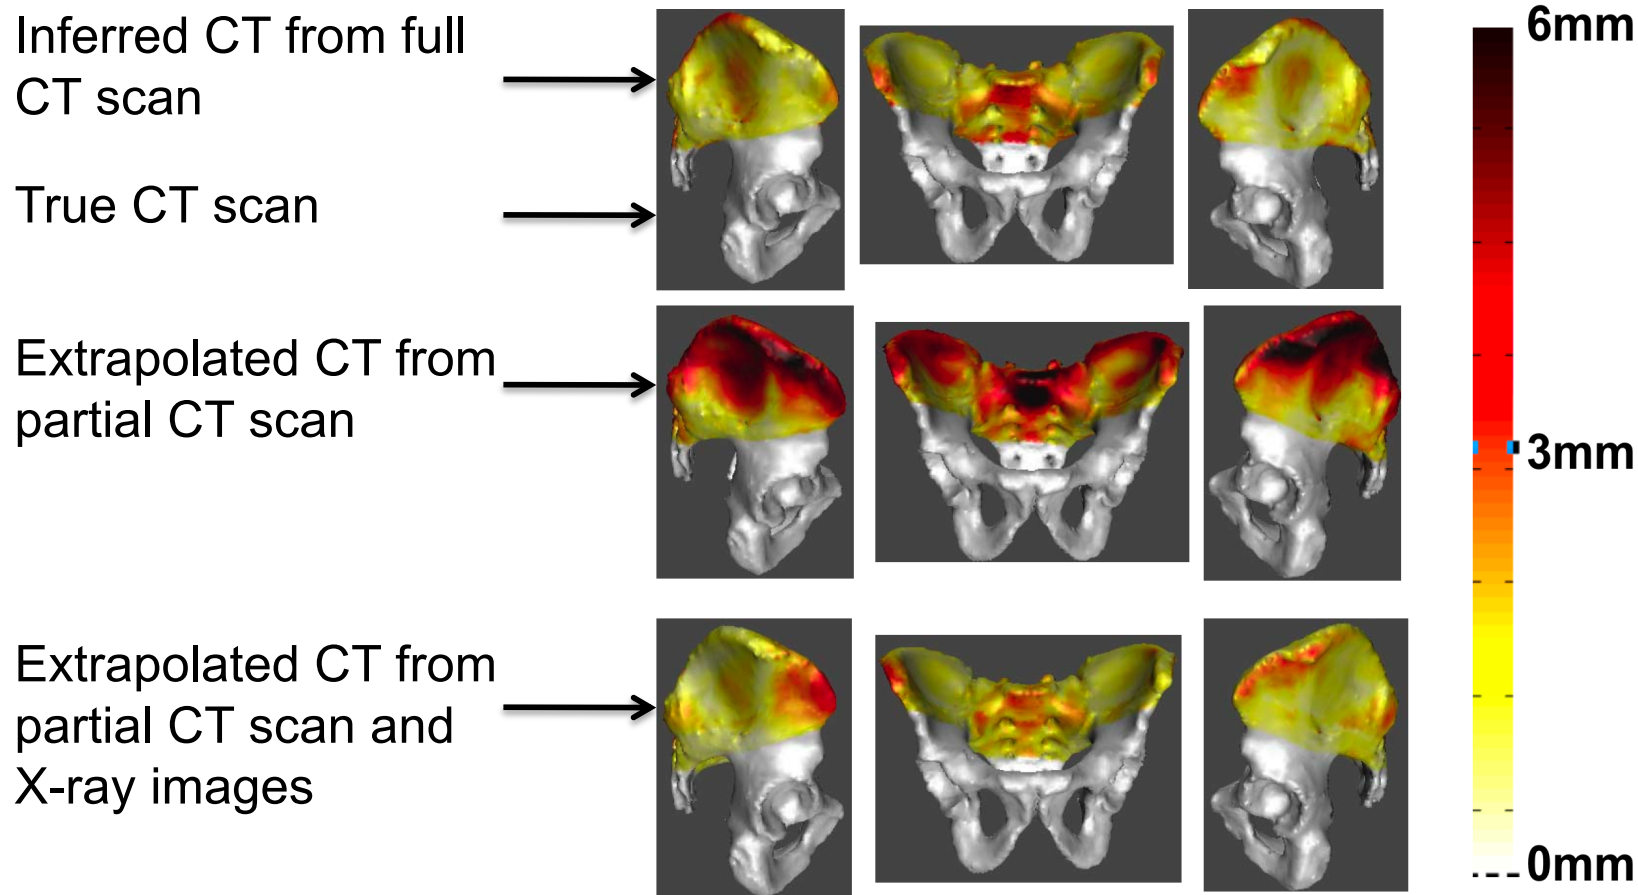 Inferred CT from full
CT scan
True CT scan
Extrapolated CT from
partial CT scan
Extrapolated CT from
partial CT scan and
X-ray images
6mm
3mm
0mm